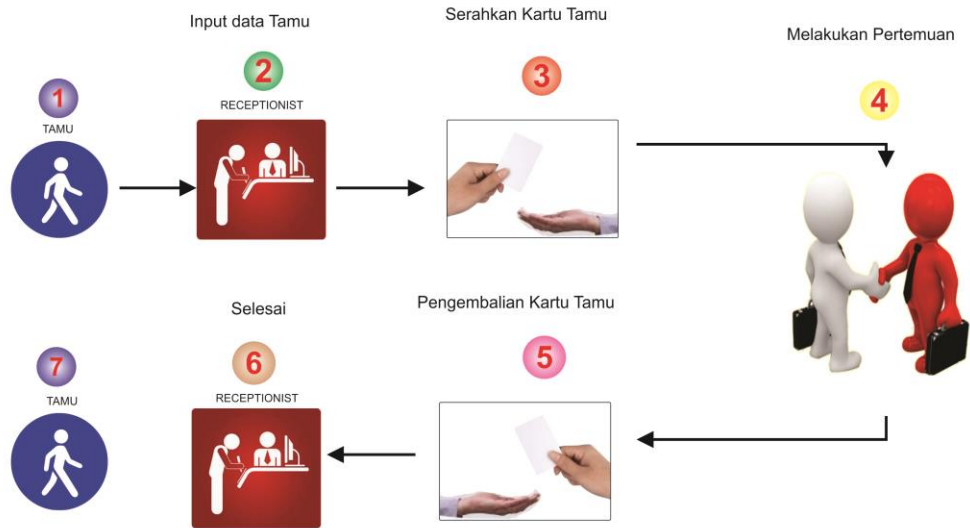 Input data Tamu
Serahkan Kartu Tamu
Melakukan Pertemuan
1
TAMU
2
RECEPTIONIST
3
4
Selesai
Pengembalian Kartu Tamu
7
TAMU
6
RECEPTIONIST
5